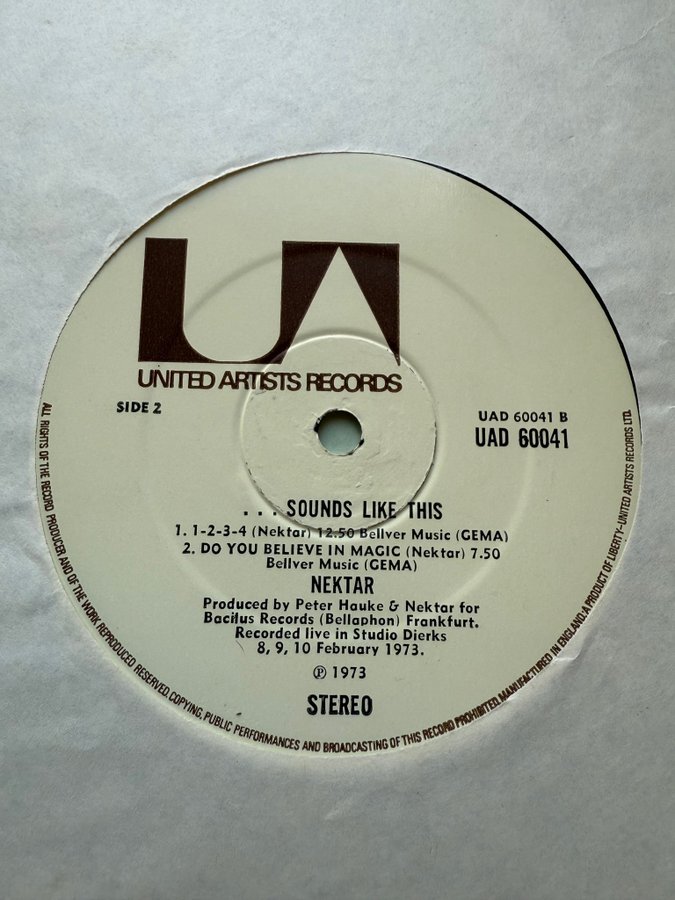 UA
UNITED ARTISTS RECORDS
SIDE 2
UAD 60041 B
UAD 60041
. . . SOUNDS LIKE THIS
1. 1-2-3-4 (Nektar) 12.50 Bellver Music (GEMA)
2. DO YOU BELIEVE IN MAGIC (Nektar) 7.50
Bellver Music (GEMA)
NEKTAR
Produced by Peter Hauke & Nektar for
Bacilus Records (Bellaphon) Frankfurt.
Recorded live in Studio Dierks
8, 9, 10 February 1973.
℗ 1973
STEREO
ALL RIGHTS OF THE RECORD PRODUCER AND OF THE WORK REPRODUCED RESERVED. COPYING, PUBLIC PERFORMANCES AND BROADCASTING OF THIS RECORD PROHIBITED. MANUFACTURED IN ENGLAND: A PRODUCT OF LIBERTY-UNITED ARTISTS RECORDS LTD.